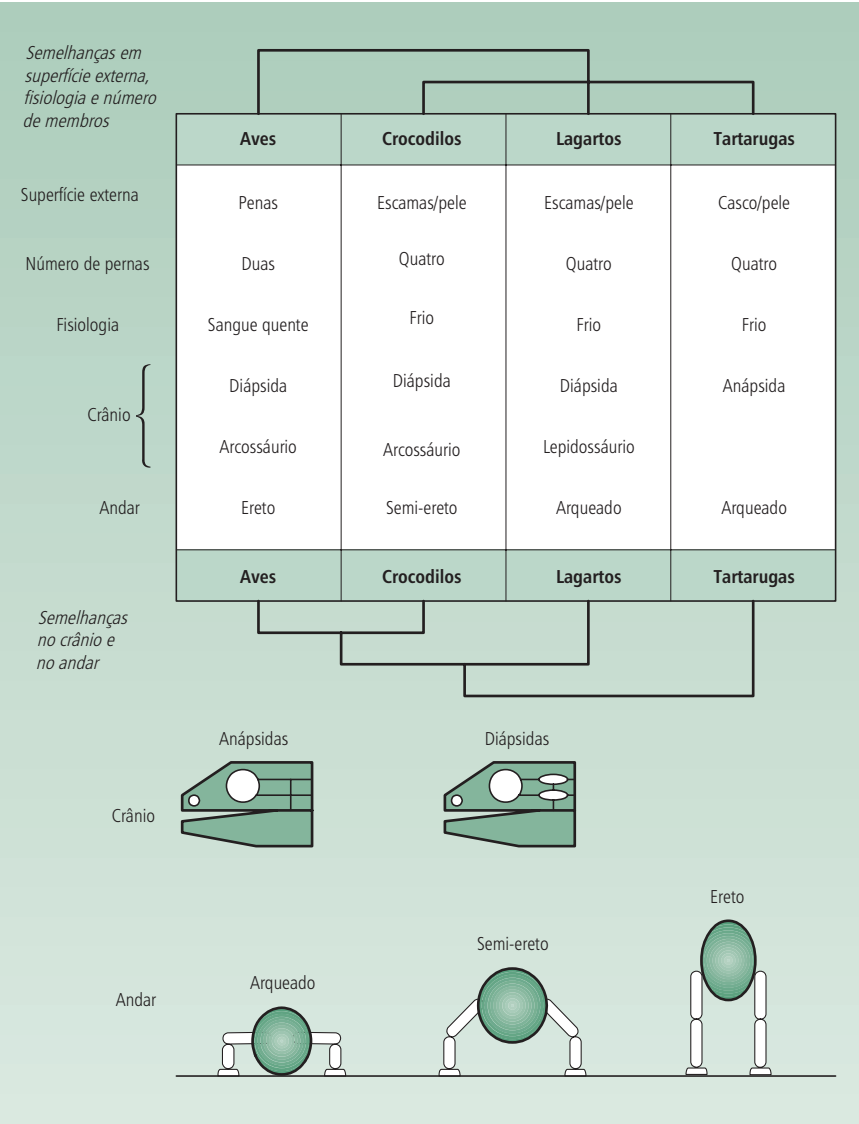 Semelhanças em
superfície externa,
fisiologia e número
de membros
Aves Crocodilos Lagartos Tartarugas
Superfície externa Penas Escamas/pele Escamas/pele Casco/pele
Número de pernas Duas Quatro Quatro Quatro
Fisiologia Sangue quente Frio Frio Frio
Crânio Diápsida Diápsida Diápsida Anápsida
Arcossáurio Arcossáurio Lepidossáurio
Andar Ereto Semi-ereto Arqueado Arqueado
Aves Crocodilos Lagartos Tartarugas
Semelhanças
no crânio e
no andar
Anápsidas Diápsidas
Crânio
Ereto
Semi-ereto
Arqueado
Andar